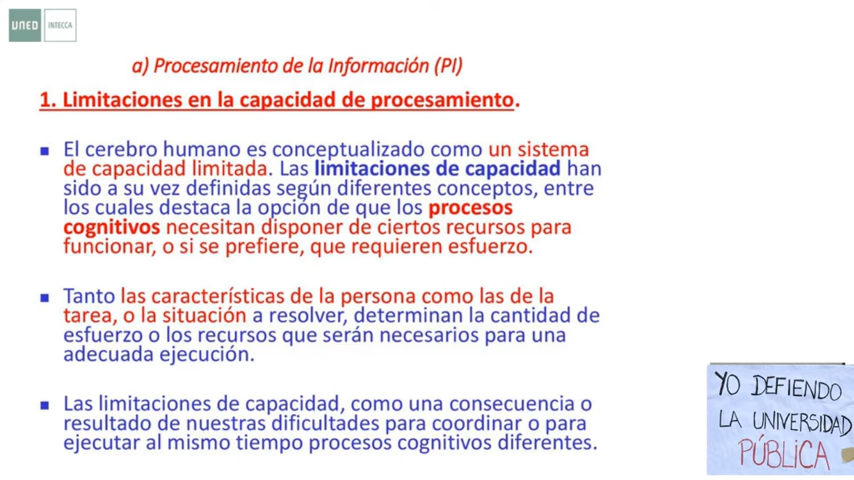 UNED
INTECCA
a) Procesamiento de la Información (PI)
1. Limitaciones en la capacidad de procesamiento.
El cerebro humano es conceptualizado como un sistema
de capacidad limitada. Las limitaciones de capacidad han
sido a su vez definidas según diferentes conceptos, entre
los cuales destaca la opción de que los procesos
cognitivos necesitan disponer de ciertos recursos para
funcionar, o si se prefiere, que requieren esfuerzo.
Tanto las características de la persona como las de la
tarea, o la situación a resolver, determinan la cantidad de
esfuerzo o los recursos que serán necesarios para una
adecuada ejecución.
Las limitaciones de capacidad, como una consecuencia o
resultado de nuestras dificultades para coordinar o para
ejecutar al mismo tiempo procesos cognitivos diferentes.
YO DEFIENDO
LA UNIVERSIDAD
PÚBLICA